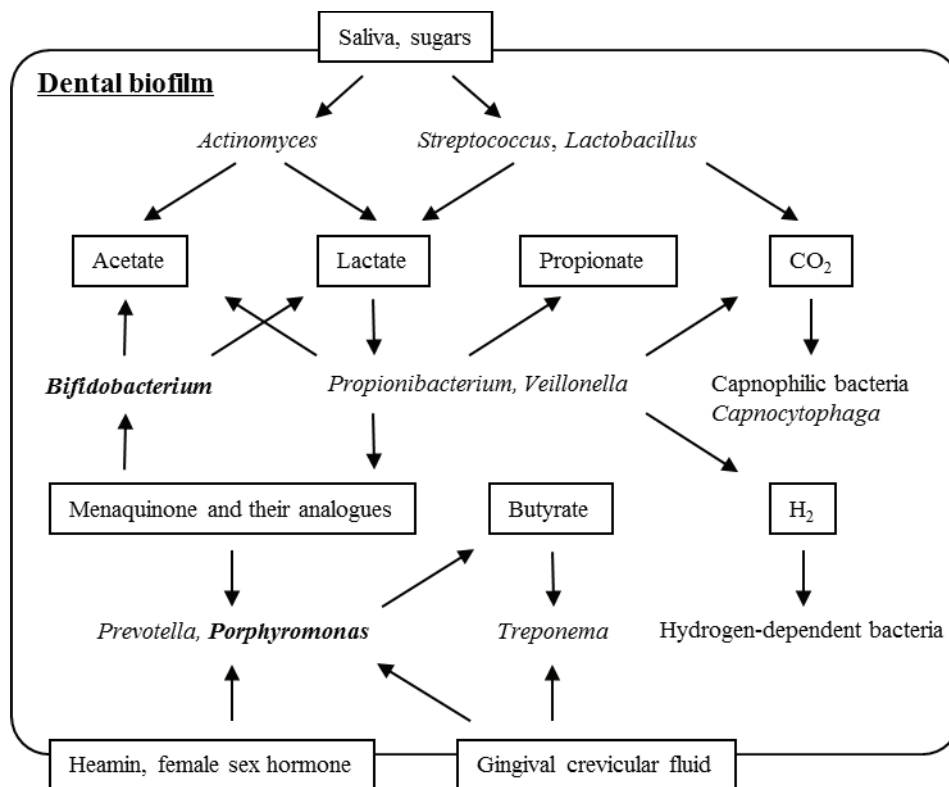 Saliva, sugars
Dental biofilm
Actinomyces
Streptococcus, Lactobacillus
Acetate
Lactate
Propionate
CO₂
Bifidobacterium
Propionibacterium, Veillonella
Capnophilic bacteria
Capnocytophaga
Menaquinone and their analogues
Butyrate
H₂
Prevotella, Porphyromonas
Treponema
Hydrogen-dependent bacteria
Heamin, female sex hormone
Gingival crevicular fluid